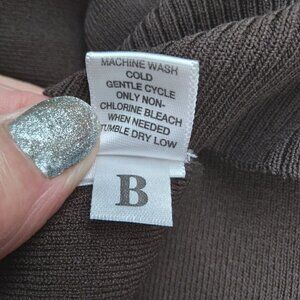 MACHINE WASH
COLD
GENTLE CYCLE
ONLY NON-
CHLORINE BLEACH
WHEN NEEDED
TUMBLE DRY LOW
B